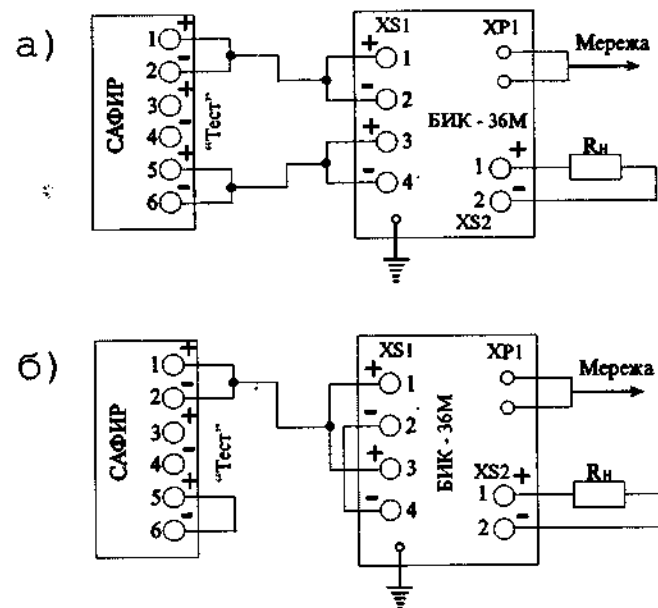 а)
САФИР
1 +
2 -
3 +
4 -
5 +
6 -
"Тест"
XS1
+ 1
- 2
+ 3
- 4
XP1
БИК - 36М
1 +
2 -
XS2
Мережа
Rн
б)
САФИР
1 +
2 -
3 +
4 -
5 +
6 -
"Тест"
XS1
+ 1
- 2
+ 3
- 4
XP1
БИК - 36М
XS2
1 +
2 -
Мережа
Rн